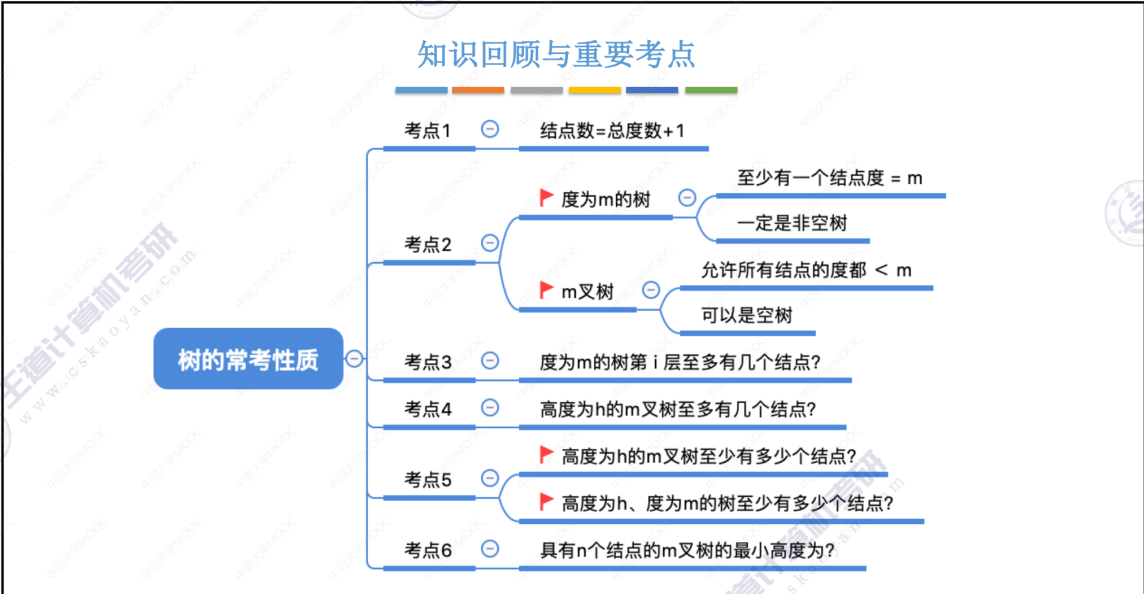 知识回顾与重要考点
考点1
结点数=总度数+1
考点2
度为m的树
至少有一个结点度 = m
一定是非空树
m叉树
允许所有结点的度都 < m
可以是空树
树的常考性质
考点3
度为m的树第 i 层至多有几个结点?
考点4
高度为h的m叉树至多有几个结点?
考点5
高度为h的m叉树至少有多少个结点?
高度为h、度为m的树至少有多少个结点?
考点6
具有n个结点的m叉树的最小高度为?
王道计算机考研
www.cskaoyan.com
中国大学MOOC